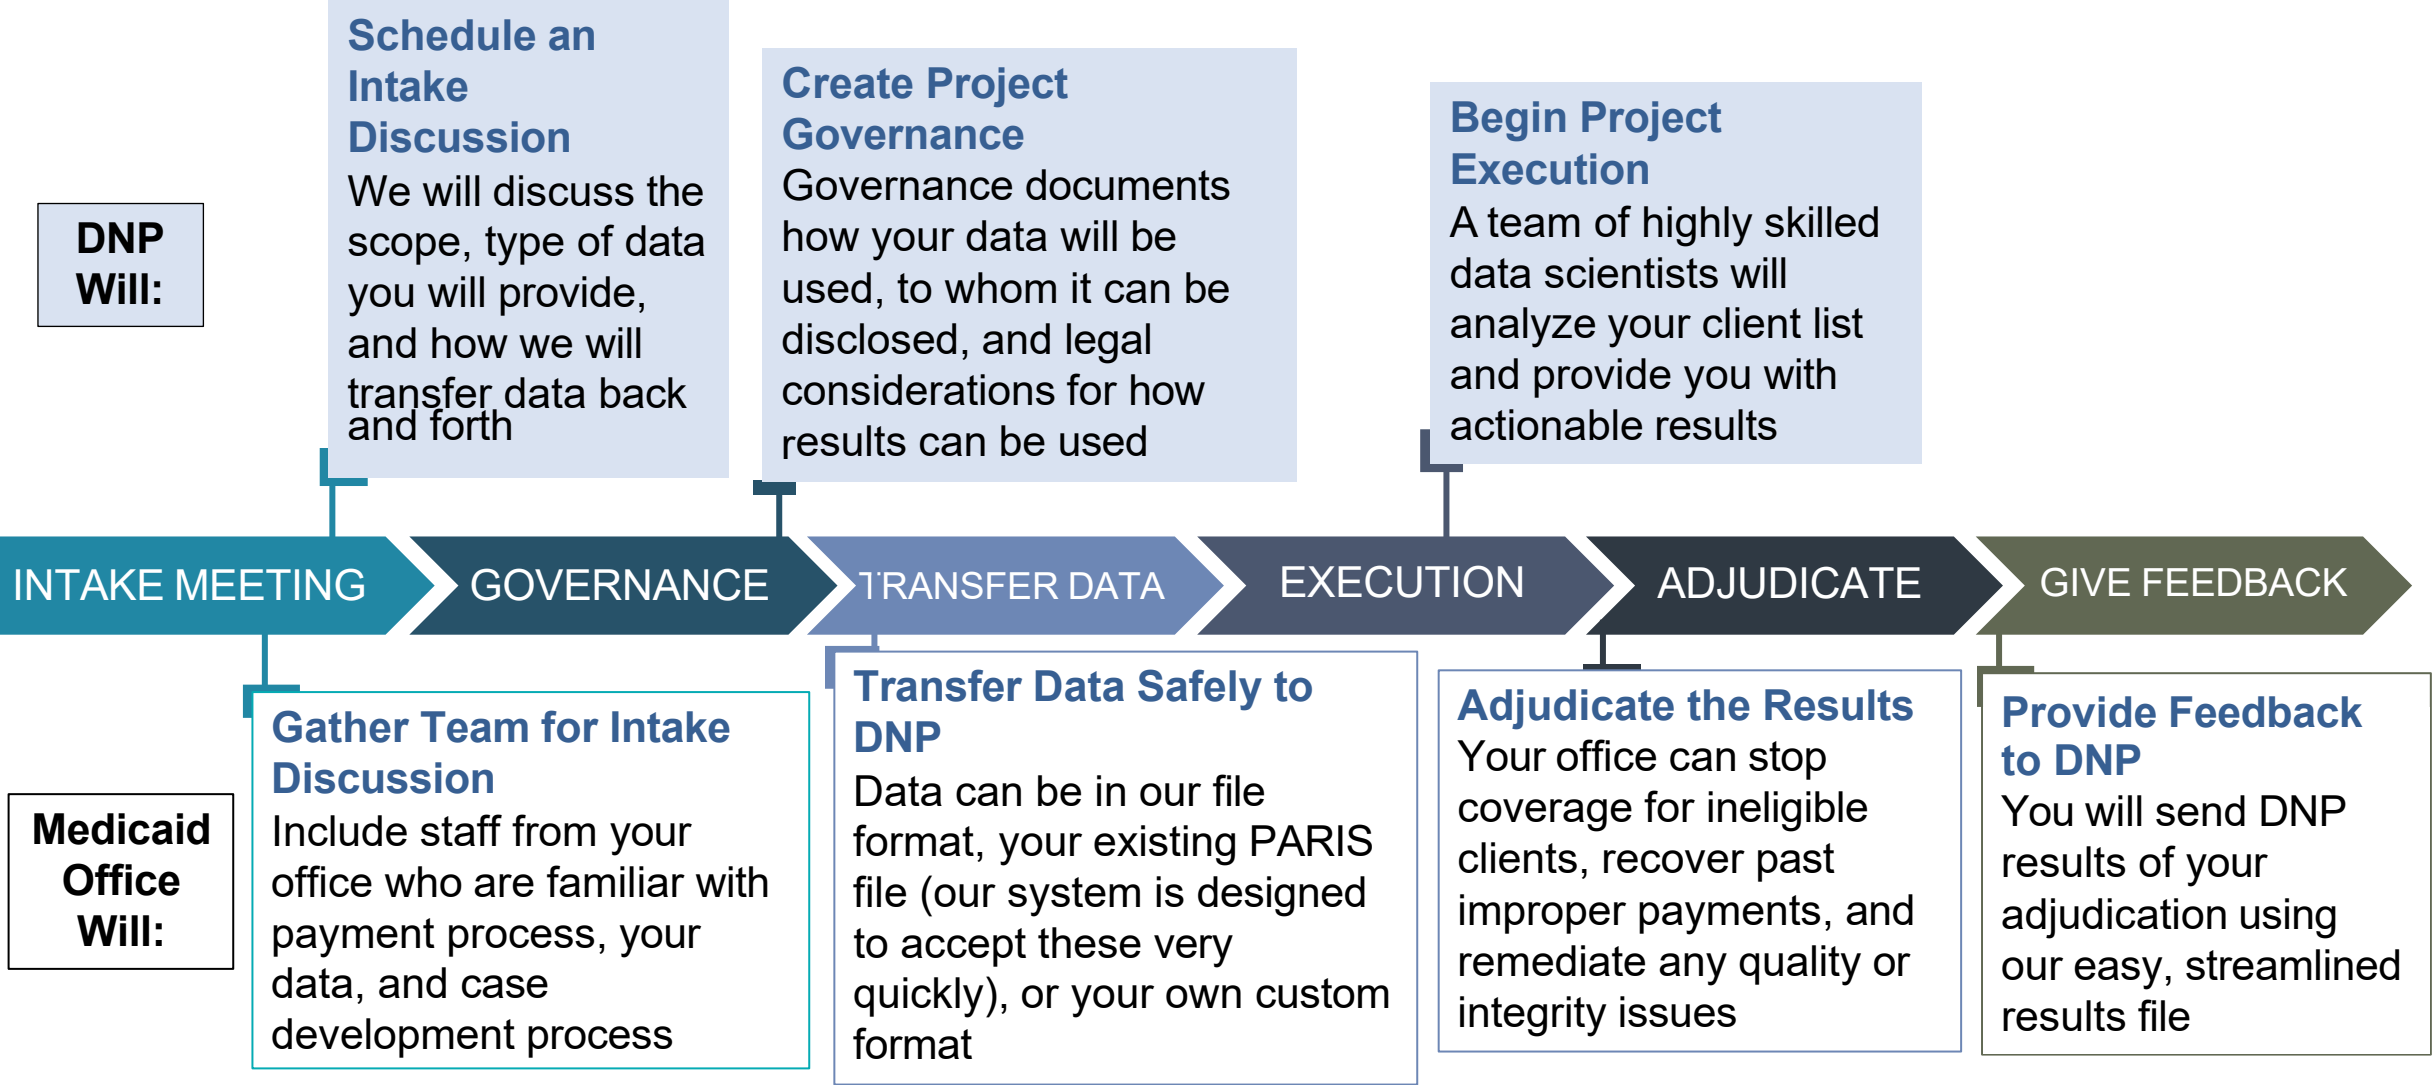 Schedule an
Intake
Discussion
We will discuss the
scope, type of data
you will provide,
and how we will
transfer data back
and forth
Create Project
Governance
Governance documents
how your data will be
used, to whom it can be
disclosed, and legal
considerations for how
results can be used
Begin Project
Execution
A team of highly skilled
data scientists will
analyze your client list
and provide you with
actionable results
DNP
Will:
INTAKE MEETING
GOVERNANCE
TRANSFER DATA
EXECUTION
ADJUDICATE
GIVE FEEDBACK
Medicaid
Office
Will:
Gather Team for Intake
Discussion
Include staff from your
office who are familiar with
payment process, your
data, and case
development process
Transfer Data Safely to
DNP
Data can be in our file
format, your existing PARIS
file (our system is designed
to accept these very
quickly), or your own custom
format
Adjudicate the Results
Your office can stop
coverage for ineligible
clients, recover past
improper payments, and
remediate any quality or
integrity issues
Provide Feedback
to DNP
You will send DNP
results of your
adjudication using
our easy, streamlined
results file